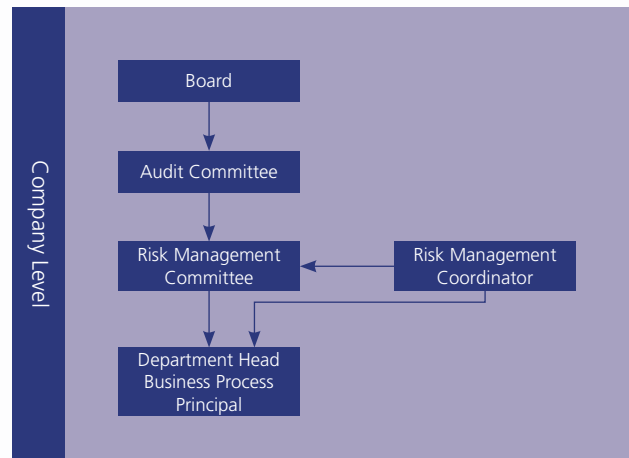 Company Level
Board
Audit Committee
Risk Management
Committee
Risk Management
Coordinator
Department Head
Business Process
Principal